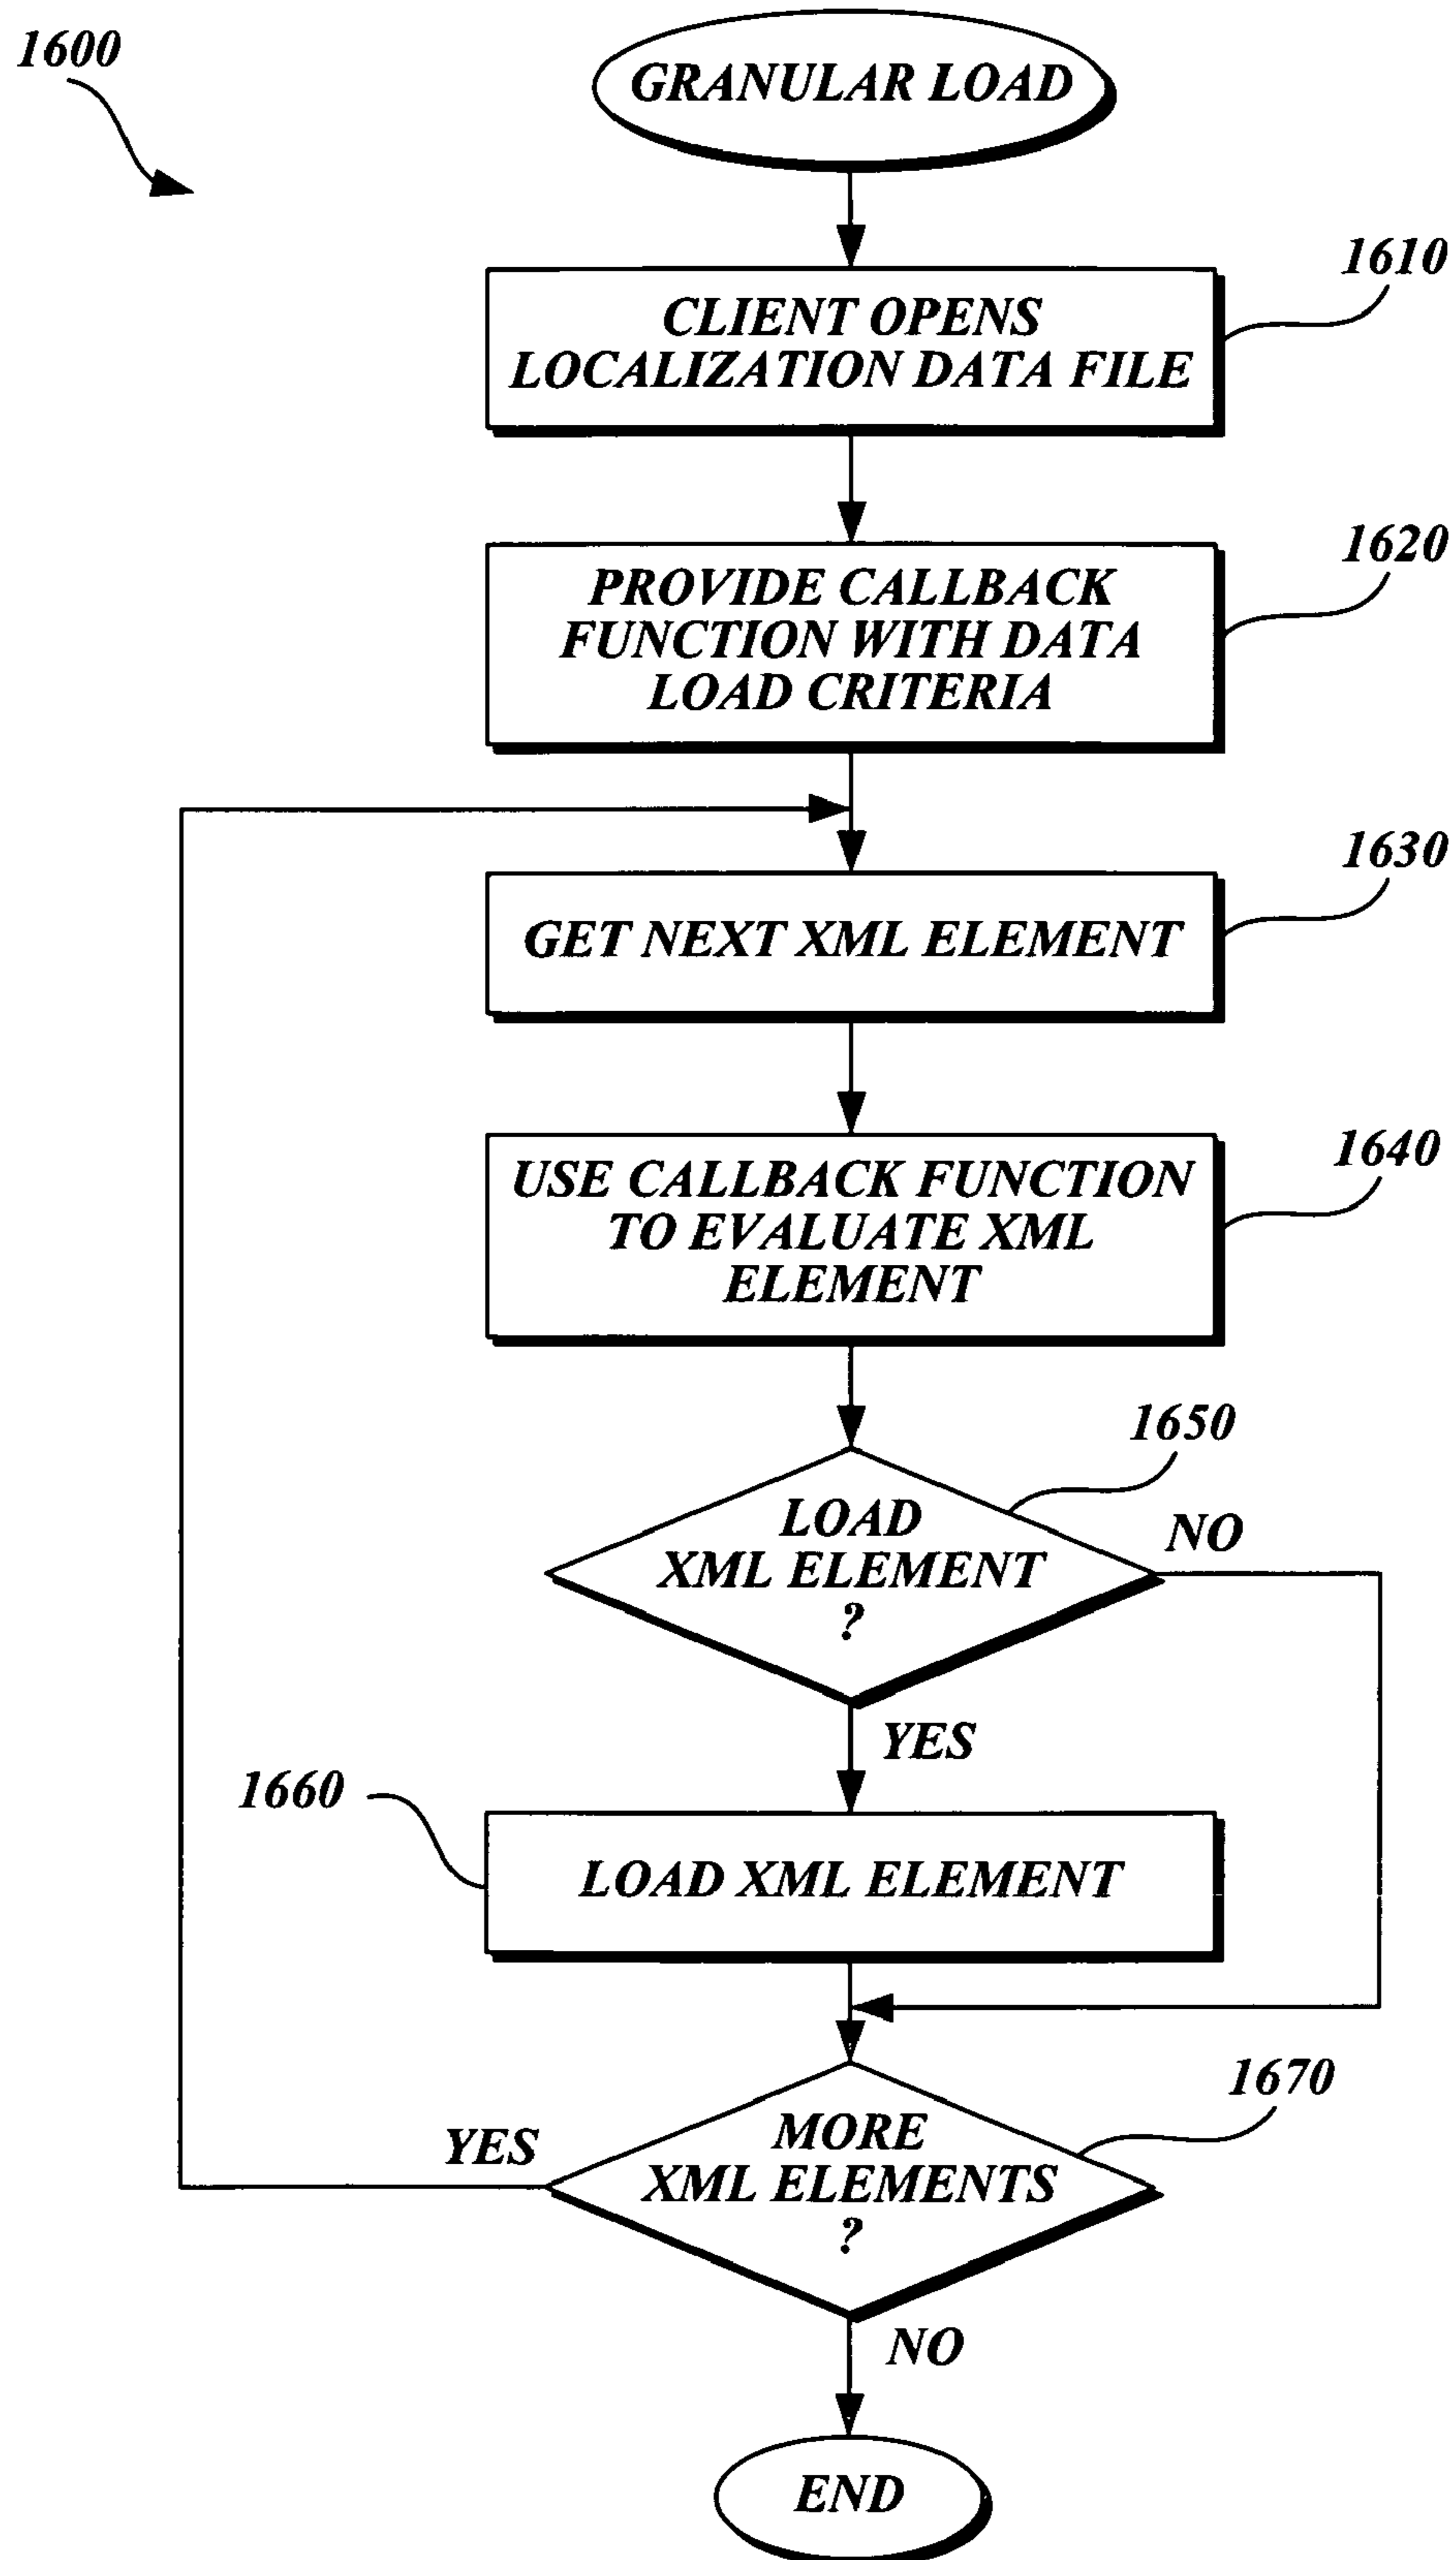 1600
GRANULAR LOAD
1610
CLIENT OPENS
LOCALIZATION DATA FILE
1620
PROVIDE CALLBACK
FUNCTION WITH DATA
LOAD CRITERIA
1630
GET NEXT XML ELEMENT
1640
USE CALLBACK FUNCTION
TO EVALUATE XML
ELEMENT
1650
LOAD
XML ELEMENT
?
NO
YES
1660
LOAD XML ELEMENT
1670
MORE
XML ELEMENTS
?
YES
NO
END